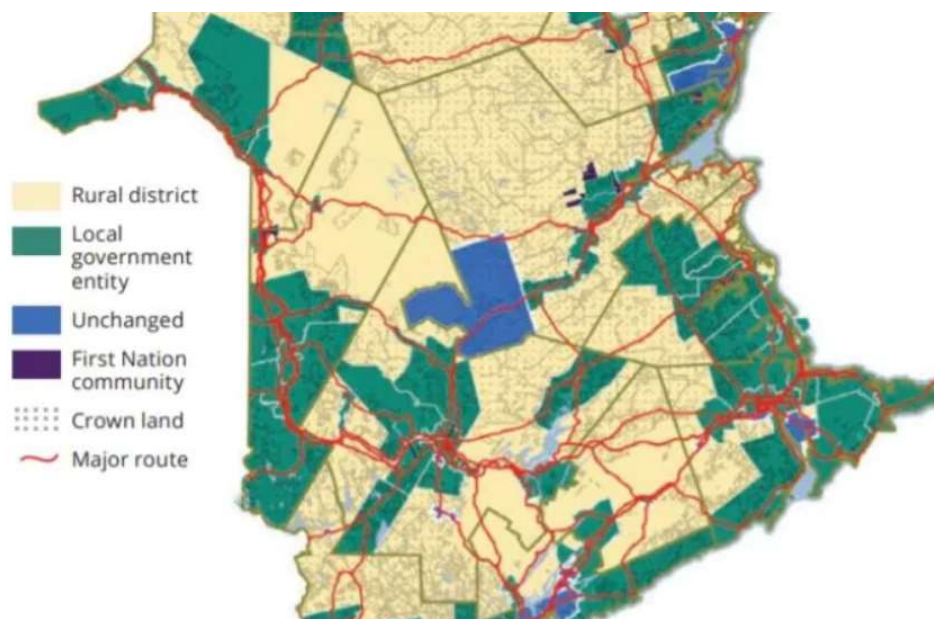 Rural district
Local
government
entity
Unchanged
First Nation
community
Crown land
Major route